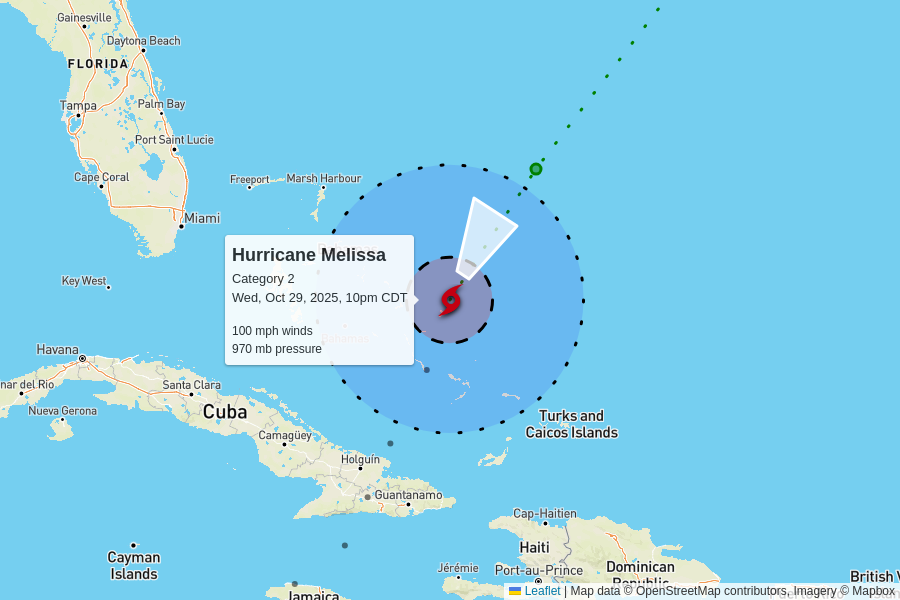 Gainesville
Daytona Beach
FLORIDA
Tampa
Palm Bay
Port Saint Lucie
Cape Coral
Freeport
Marsh Harbour
Miami
Bahamas
Hurricane Melissa
Category 2
Wed, Oct 29, 2025, 10pm CDT
100 mph winds
970 mb pressure
Key West
Havana
nar del Rio
Santa Clara
Nueva Gerona
Cuba
Camagüey
Turks and
Caicos Islands
Holguín
Guantanamo
Cap-Haitien
Haiti
Cayman
Islands
Jérémie
Port-au-Prince
Dominican
Republic
British V
Jamaica
Leaflet | Map data © OpenStreetMap contributors, Imagery © Mapbox